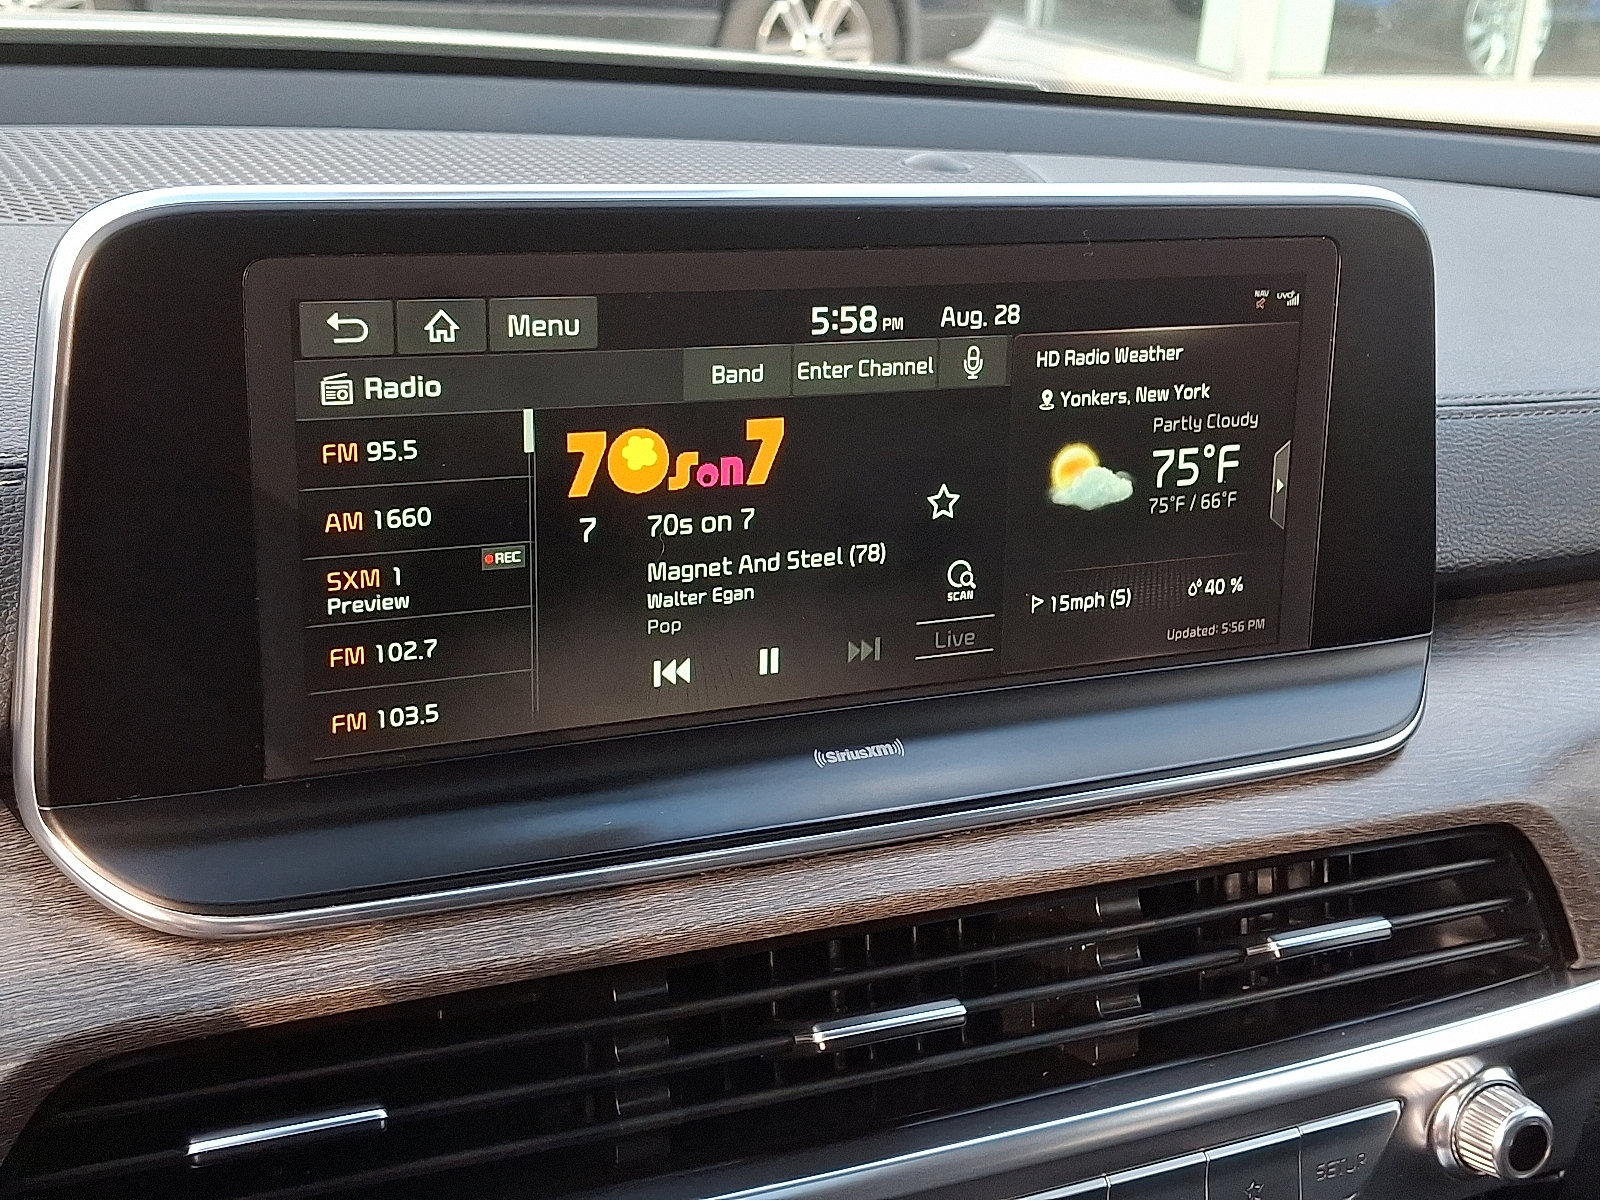 Menu
5:58 PM
Aug. 28
NAV
UVO
Radio
Band
Enter Channel
FM 95.5
AM 1660
SXM 1
REC
Preview
FM 102.7
FM 103.5
70s on 7
7
70s on 7
Magnet And Steel (78)
Walter Egan
Pop
SCAN
Live
HD Radio Weather
Yonkers, New York
Partly Cloudy
75°F
75°F / 66°F
15mph (S)
40 %
Updated: 5:56 PM
SiriusXM
SETUP